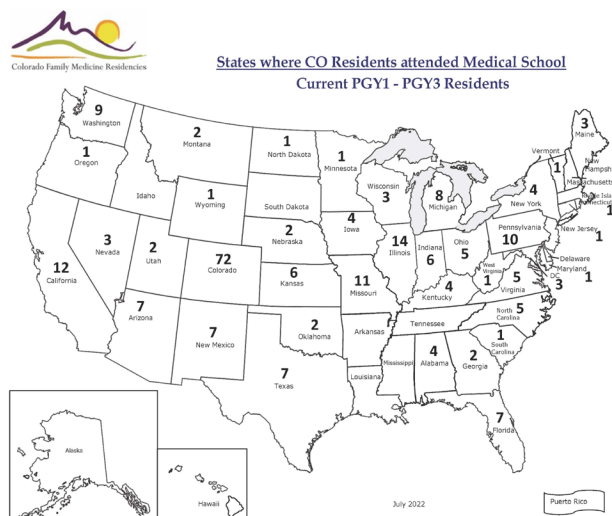 Colorado Family Medicine Residencies
States where CO Residents attended Medical School
Current PGY1 - PGY3 Residents
9
Washington
2
Montana
1
North Dakota
1
Minnesota
3
Maine
1
Oregon
Idaho
1
Wyoming
South Dakota
Wisconsin
3
8
Michigan
Vermont
1
New
Hampsh
Massachusetts
4
New York
3
Nevada
2
Utah
72
Colorado
2
Nebraska
4
Iowa
14
Illinois
Indiana
6
Ohio
5
Pennsylvania
10
New Jersey
1
1
12
California
6
Kansas
11
Missouri
West
Virginia
1
5
Virginia
Delaware
Maryland
DC
3
1
4
Kentucky
7
Arizona
7
New Mexico
2
Oklahoma
Arkansas
Tennessee
North
Carolina
5
1
South
Carolina
7
Texas
Louisiana
Mississippi
4
Alabama
2
Georgia
7
Florida
Alaska
Hawaii
July 2022
Puerto Rico